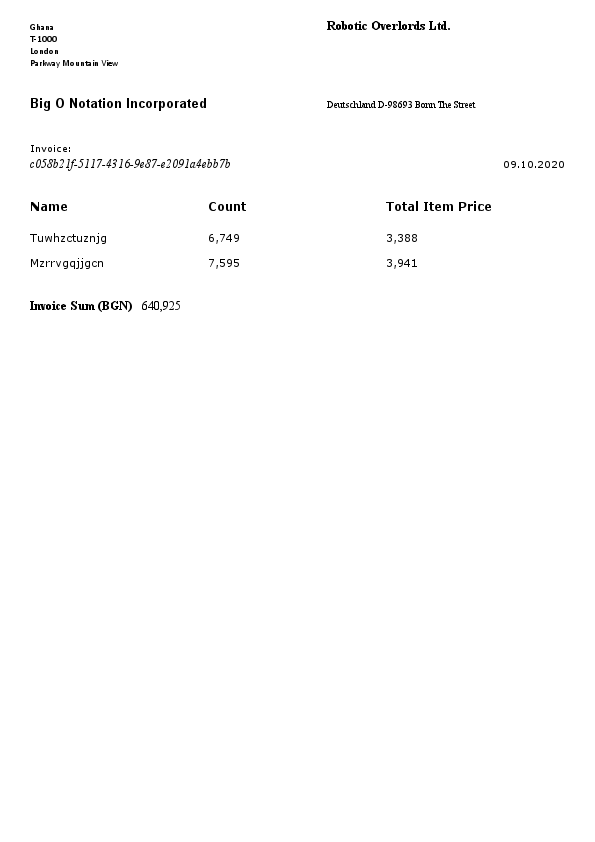 Ghana
T-1000
London
Parkway Mountain View
Robotic Overlords Ltd.
Big O Notation Incorporated
Deutschland D-98693 Bonn The Street
Invoice:
c058b21f-5117-4316-9e87-e2091a4ebb7b
09.10.2020
Name Count Total Item Price
Tuwhzctuznjg 6,749 3,388
Mzrrvgqjjgcn 7,595 3,941
Invoice Sum (BGN) 640,925